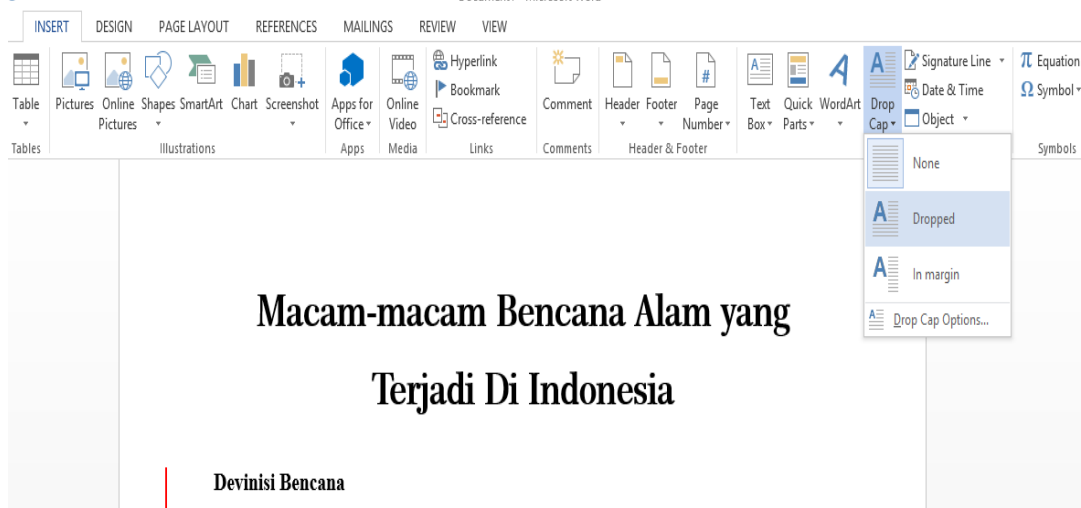 INSERT DESIGN PAGE LAYOUT REFERENCES MAILINGS REVIEW VIEW
Table
Pictures
Online Pictures
Shapes
SmartArt
Chart
Screenshot
Apps for Office
Online Video
Hyperlink
Bookmark
Cross-reference
Comment
Header
Footer
Page Number
#
Text Box
Quick Parts
WordArt
Drop Cap
Signature Line
Date & Time
Object
π Equation
Ω Symbol
Tables Illustrations Apps Media Links Comments Header & Footer Symbols
None
Dropped
In margin
Drop Cap Options...
Macam-macam Bencana Alam yang
Terjadi Di Indonesia
Devinisi Bencana